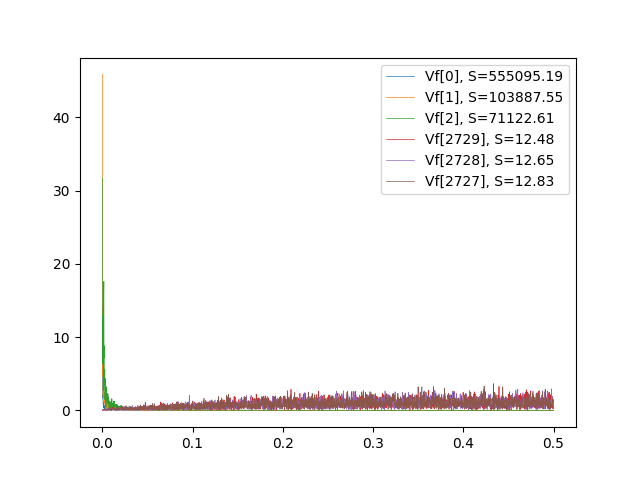 Vf[0], S=555095.19
Vf[1], S=103887.55
Vf[2], S=71122.61
Vf[2729], S=12.48
Vf[2728], S=12.65
Vf[2727], S=12.83
40
30
20
10
0
0.0 0.1 0.2 0.3 0.4 0.5